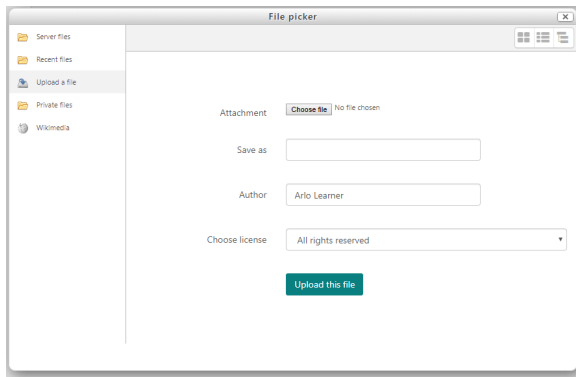 File picker
Server files
Recent files
Upload a file
Private files
Wikimedia
Attachment Choose file No file chosen
Save as
Author Arlo Learner
Choose license All rights reserved
Upload this file